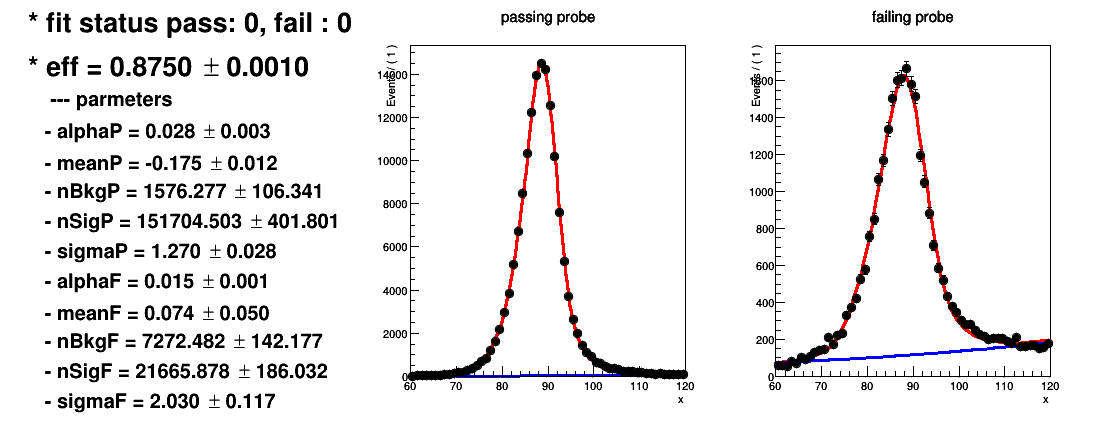 * fit status pass: 0, fail : 0
* eff = 0.8750 ± 0.0010
--- parmeters
- alphaP = 0.028 ± 0.003
- meanP = -0.175 ± 0.012
- nBkgP = 1576.277 ± 106.341
- nSigP = 151704.503 ± 401.801
- sigmaP = 1.270 ± 0.028
- alphaF = 0.015 ± 0.001
- meanF = 0.074 ± 0.050
- nBkgF = 7272.482 ± 142.177
- nSigF = 21665.878 ± 186.032
- sigmaF = 2.030 ± 0.117
passing probe
Events / ( 1 )
14000
12000
10000
8000
6000
4000
2000
0
60 70 80 90 100 110 120
x
failing probe
Events / ( 1 )
1600
1400
1200
1000
800
600
400
200
0
60 70 80 90 100 110 120
x